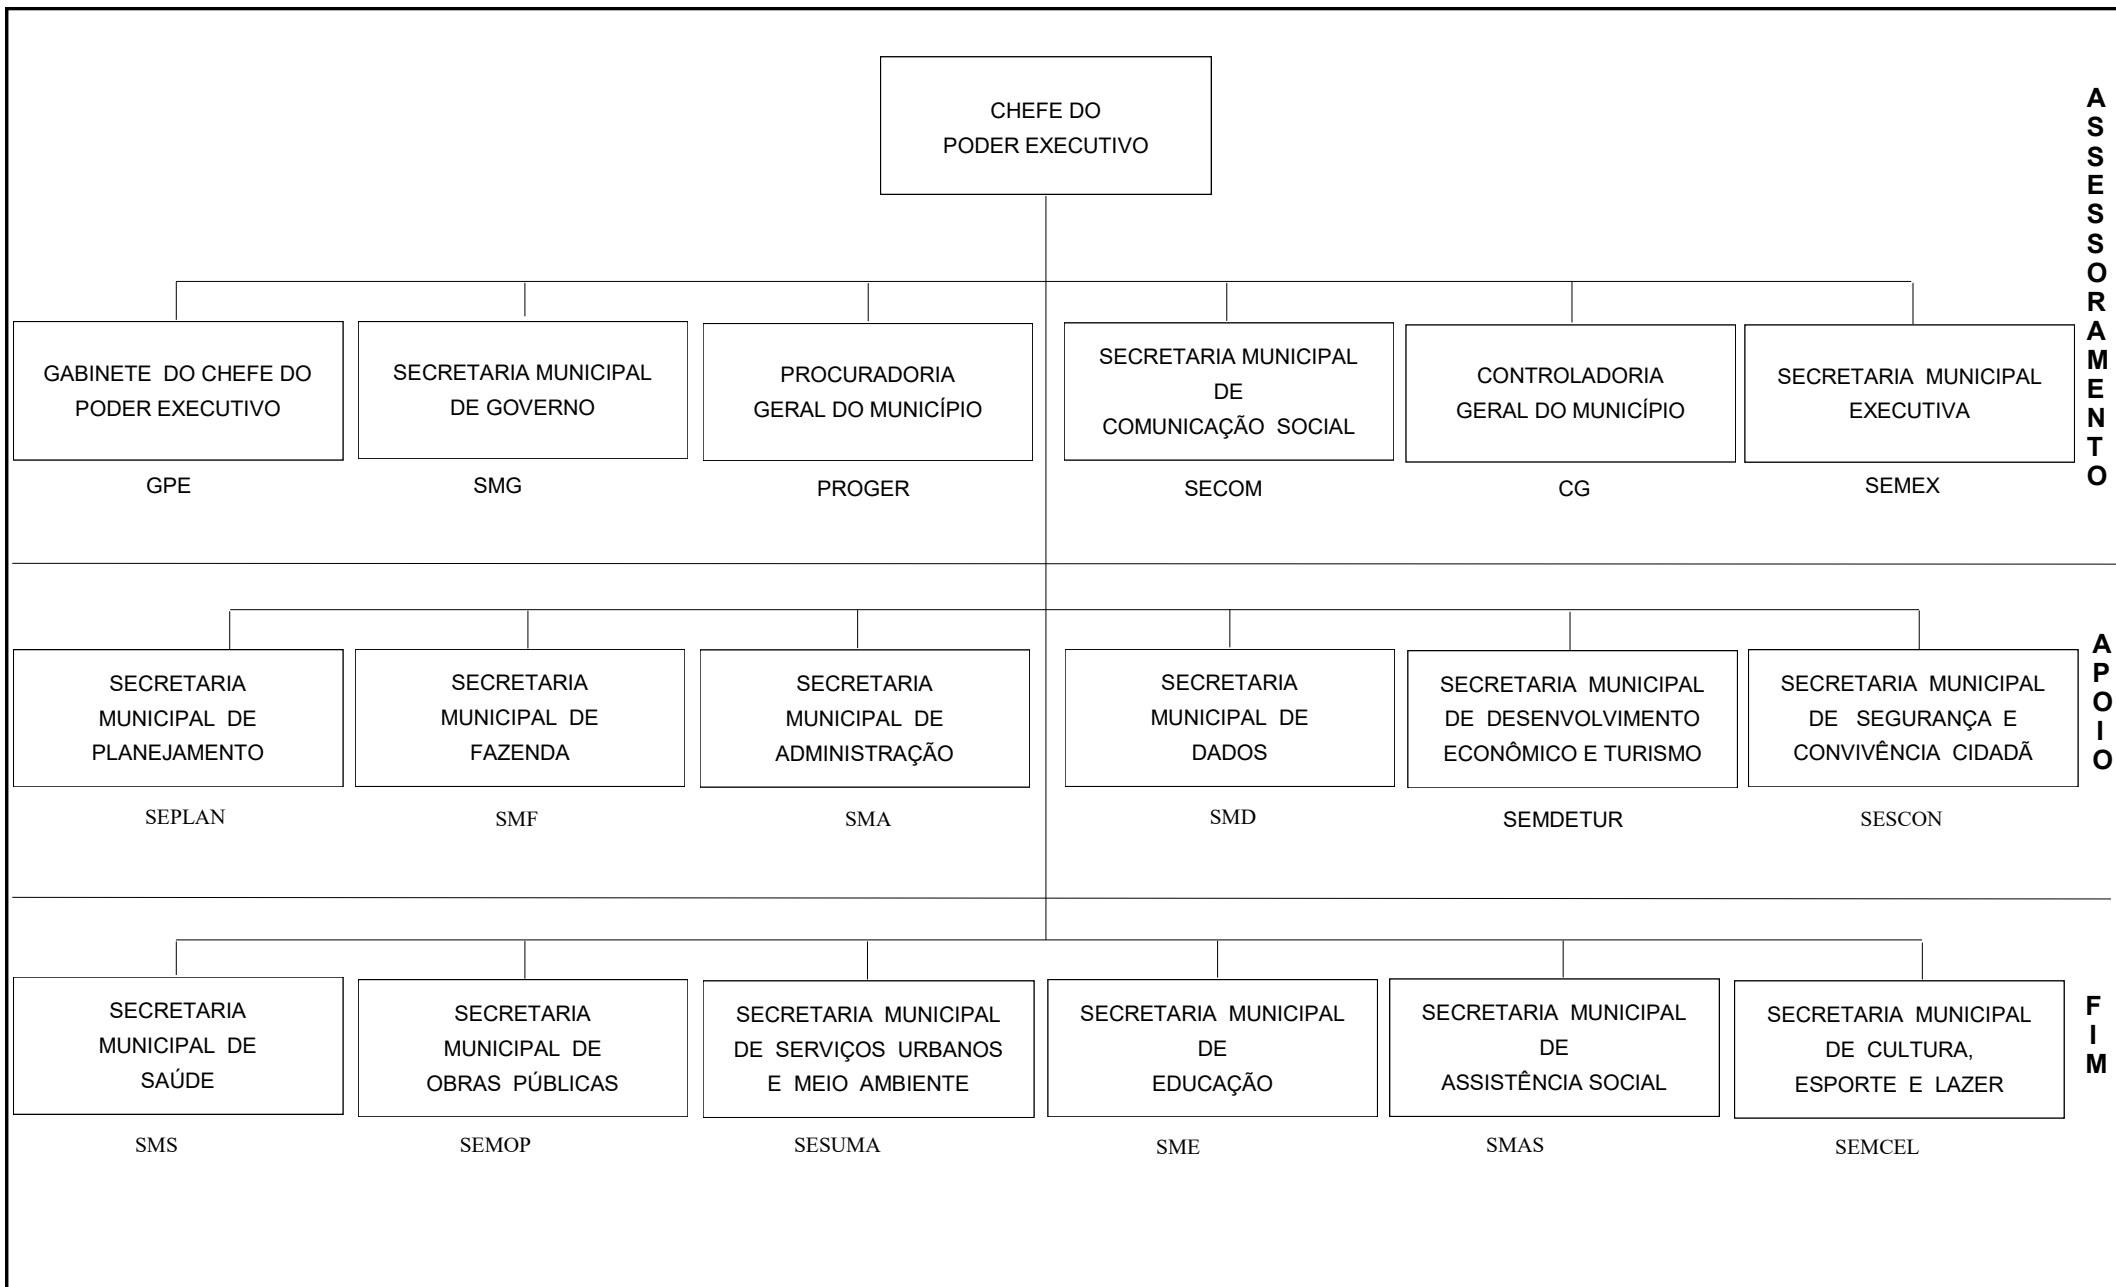 CHEFE DO
PODER EXECUTIVO
ASSESSORAMENTO
GABINETE DO CHEFE DO
PODER EXECUTIVO
GPE
SECRETARIA MUNICIPAL
DE GOVERNO
SMG
PROCURADORIA
GERAL DO MUNICÍPIO
PROGER
SECRETARIA MUNICIPAL
DE
COMUNICAÇÃO SOCIAL
SECOM
CONTROLADORIA
GERAL DO MUNICÍPIO
CG
SECRETARIA MUNICIPAL
EXECUTIVA
SEMEX
APOIO
SECRETARIA
MUNICIPAL DE
PLANEJAMENTO
SEPLAN
SECRETARIA
MUNICIPAL DE
FAZENDA
SMF
SECRETARIA
MUNICIPAL DE
ADMINISTRAÇÃO
SMA
SECRETARIA
MUNICIPAL DE
DADOS
SMD
SECRETARIA MUNICIPAL
DE DESENVOLVIMENTO
ECONÔMICO E TURISMO
SEMDETUR
SECRETARIA MUNICIPAL
DE SEGURANÇA E
CONVIVÊNCIA CIDADÃ
SESCON
FIM
SECRETARIA
MUNICIPAL DE
SAÚDE
SMS
SECRETARIA
MUNICIPAL DE
OBRAS PÚBLICAS
SEMOP
SECRETARIA MUNICIPAL
DE SERVIÇOS URBANOS
E MEIO AMBIENTE
SESUMA
SECRETARIA MUNICIPAL
DE
EDUCAÇÃO
SME
SECRETARIA MUNICIPAL
DE
ASSISTÊNCIA SOCIAL
SMAS
SECRETARIA MUNICIPAL
DE CULTURA,
ESPORTE E LAZER
SEMCEL